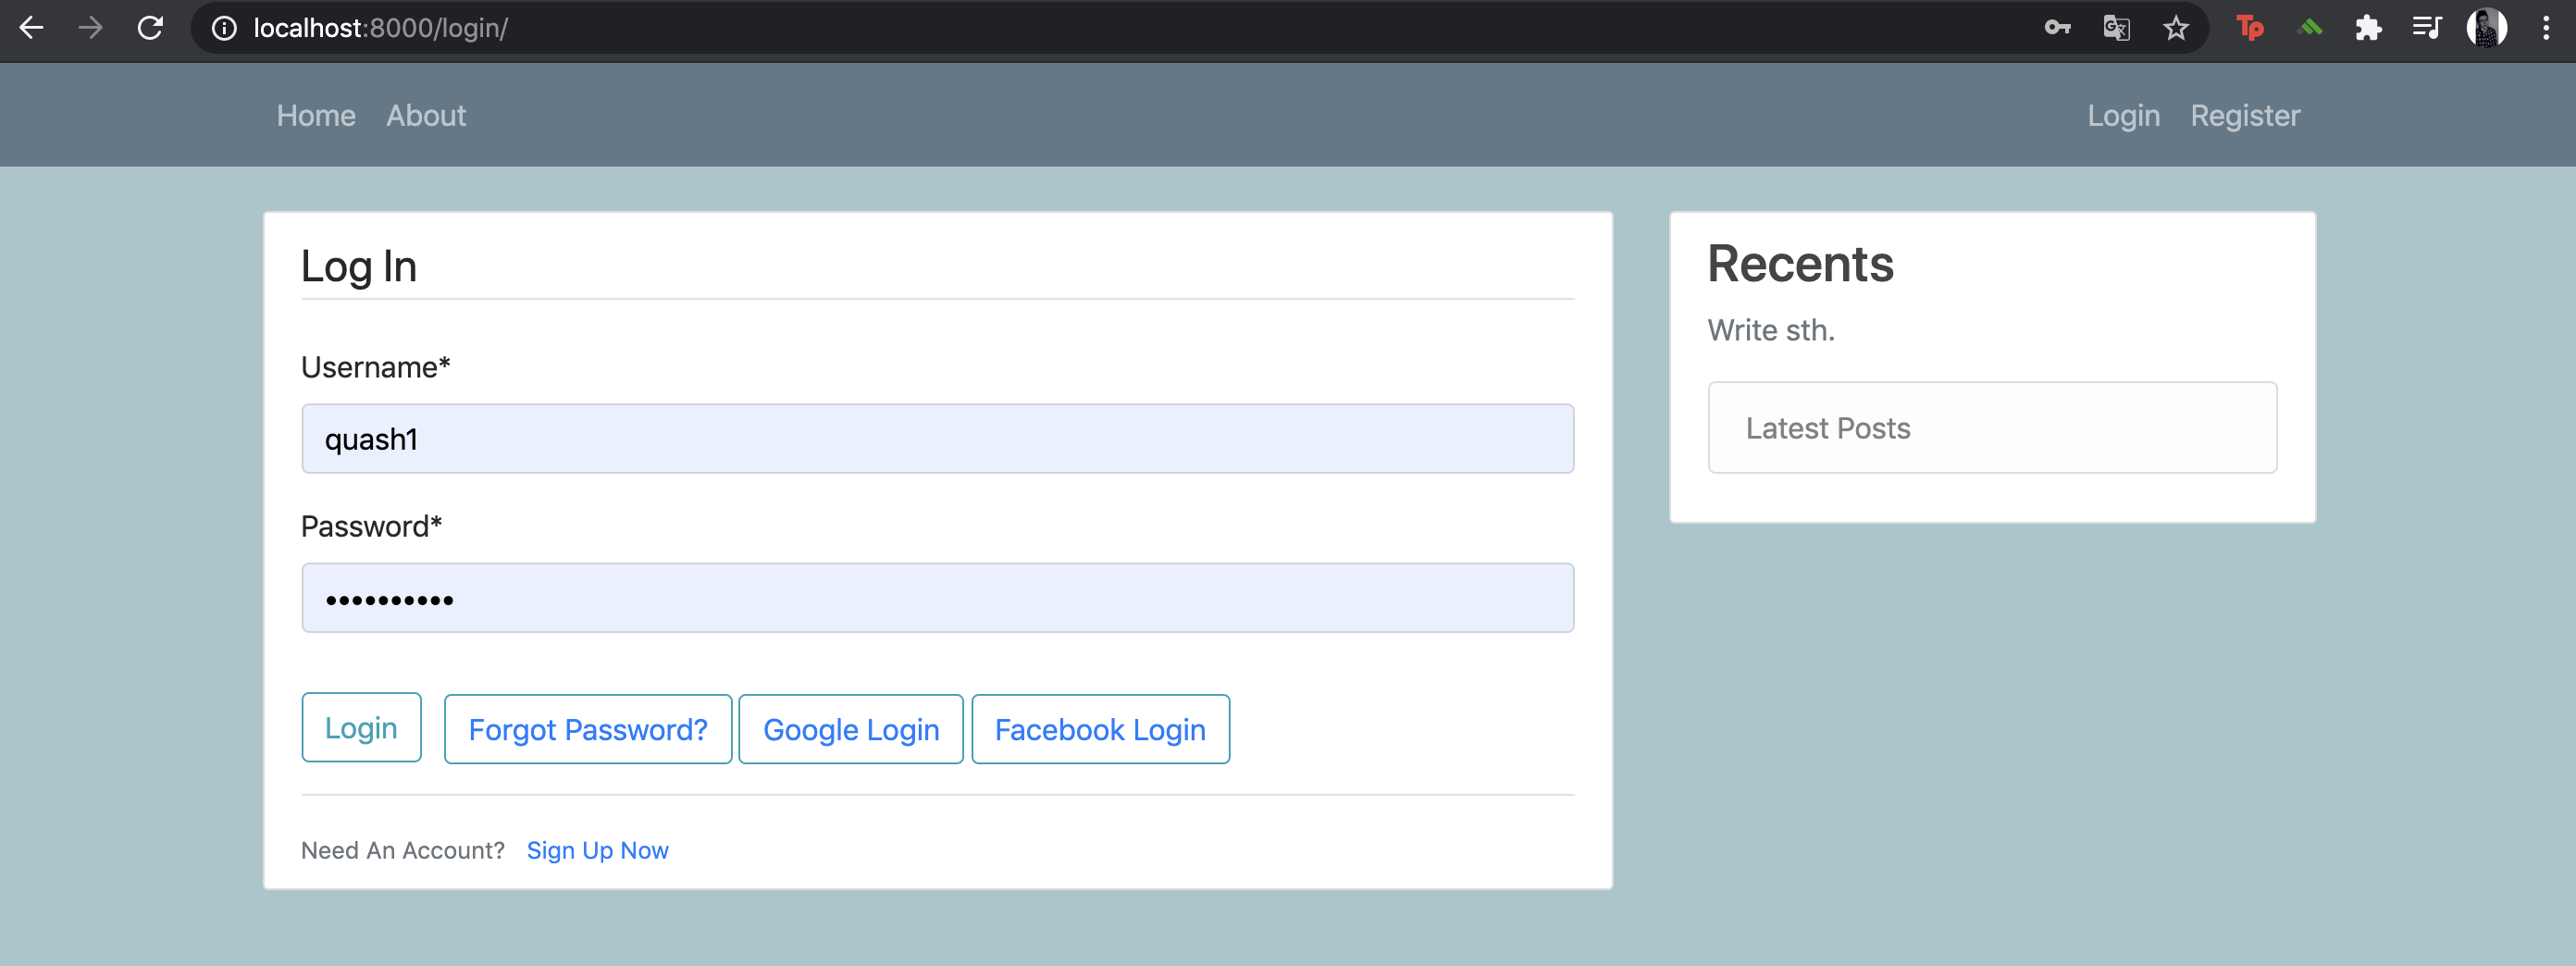 localhost:8000/login/
Tp
Home About Login Register
Log In
Username*
quash1
Password*
••••••••••
Login Forgot Password? Google Login Facebook Login
Need An Account? Sign Up Now
Recents
Write sth.
Latest Posts